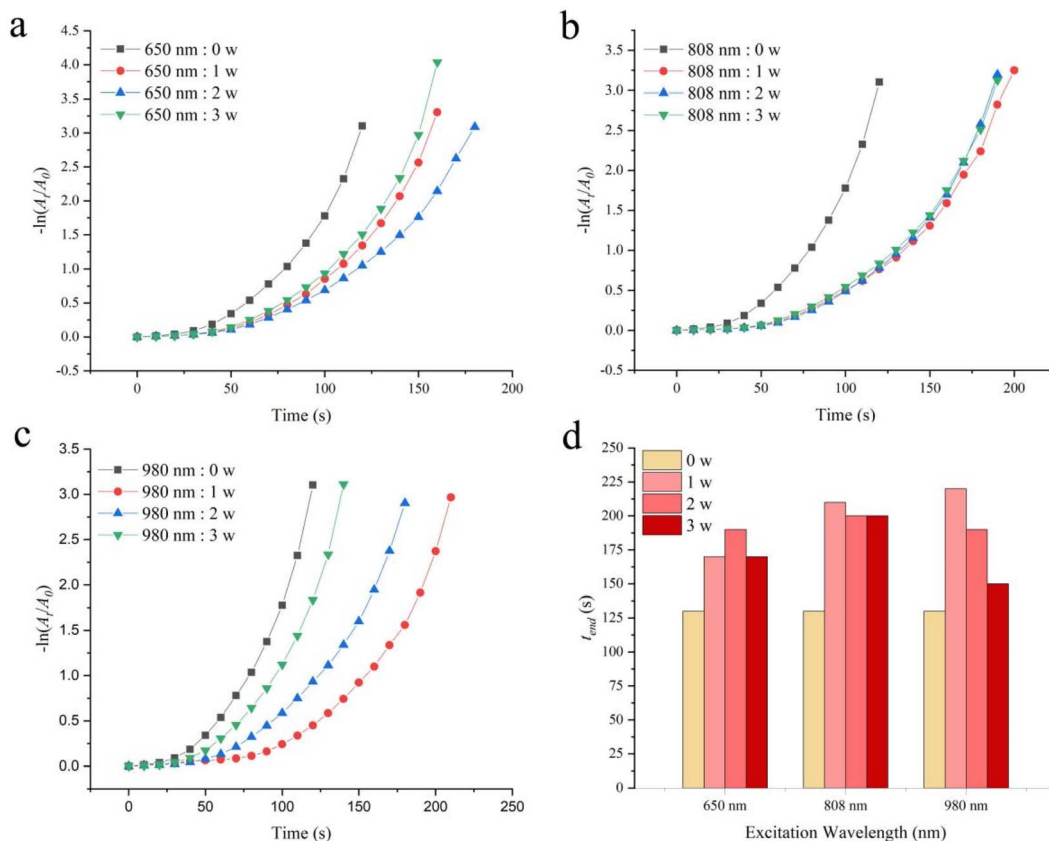 a
650 nm : 0 w
650 nm : 1 w
650 nm : 2 w
650 nm : 3 w
4.5
4.0
3.5
3.0
2.5
2.0
1.5
1.0
0.5
0.0
-0.5
-ln(At/A0)
0 50 100 150 200
Time (s)
b
808 nm : 0 w
808 nm : 1 w
808 nm : 2 w
808 nm : 3 w
3.5
3.0
2.5
2.0
1.5
1.0
0.5
0.0
-0.5
-ln(At/A0)
0 50 100 150 200
Time (s)
c
980 nm : 0 w
980 nm : 1 w
980 nm : 2 w
980 nm : 3 w
3.5
3.0
2.5
2.0
1.5
1.0
0.5
0.0
-ln(At/A0)
0 50 100 150 200 250
Time (s)
d
0 w
1 w
2 w
3 w
250
225
200
175
150
125
100
75
50
25
0
tend (s)
650 nm 808 nm 980 nm
Excitation Wavelength (nm)